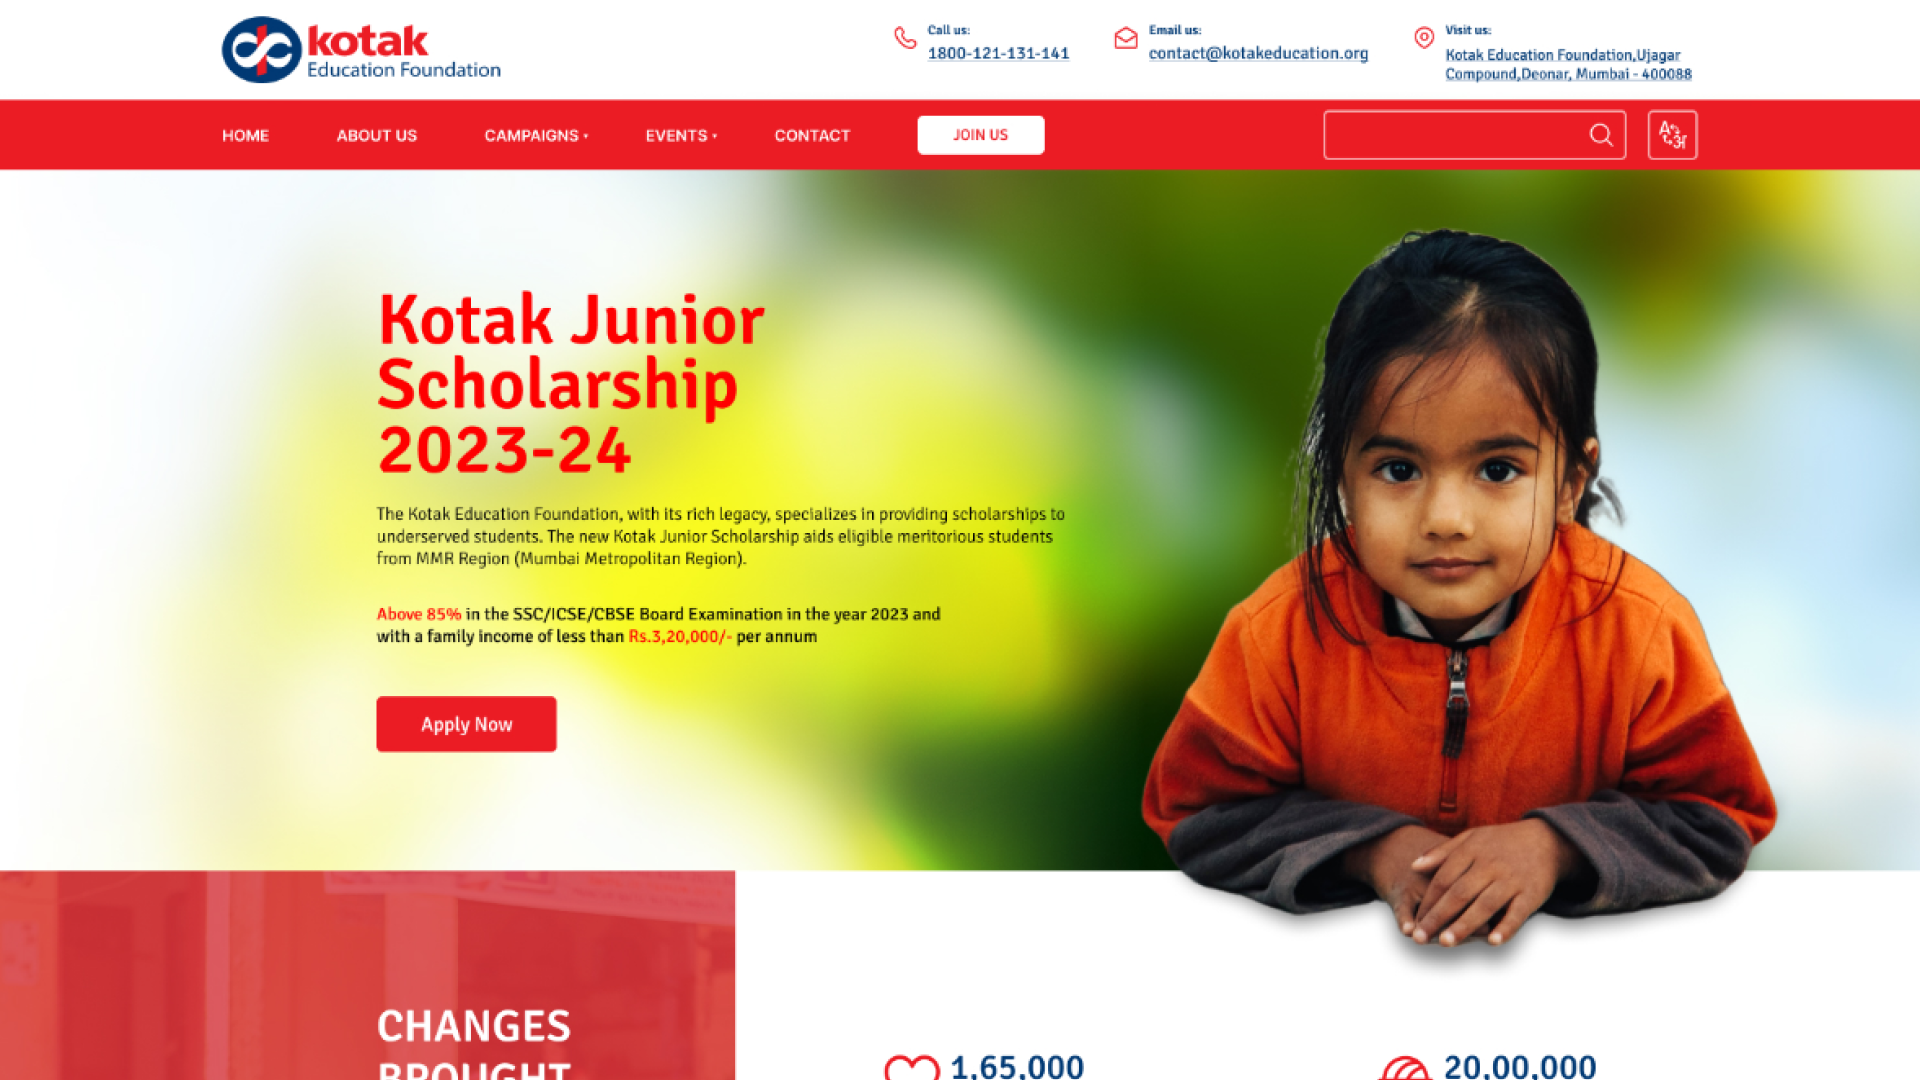 kotak
Education Foundation
Call us:
1800-121-131-141
Email us:
contact@kotakeducation.org
Visit us:
Kotak Education Foundation,Ujagar
Compound,Deonar, Mumbai - 400088
HOME
ABOUT US
CAMPAIGNS
EVENTS
CONTACT
JOIN US
A
अ
Kotak Junior
Scholarship
2023-24
The Kotak Education Foundation, with its rich legacy, specializes in providing scholarships to
underserved students. The new Kotak Junior Scholarship aids eligible meritorious students
from MMR Region (Mumbai Metropolitan Region).
Above 85% in the SSC/ICSE/CBSE Board Examination in the year 2023 and
with a family income of less than Rs.3,20,000/- per annum
Apply Now
CHANGES
BROUGHT
1,65,000
20,00,000